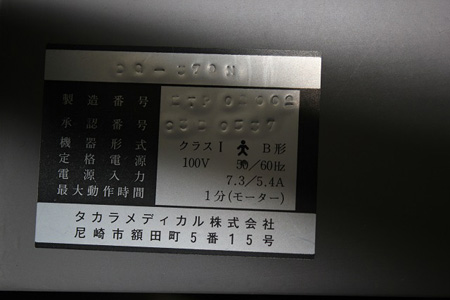 製造番号
承認番号
機器形式 クラスⅠ B形
定格電源 100V 50/60Hz
電源入力 7.3/5.4A
最大動作時間 1分(モーター)
タカラメディカル株式会社
尼崎市額田町5番15号